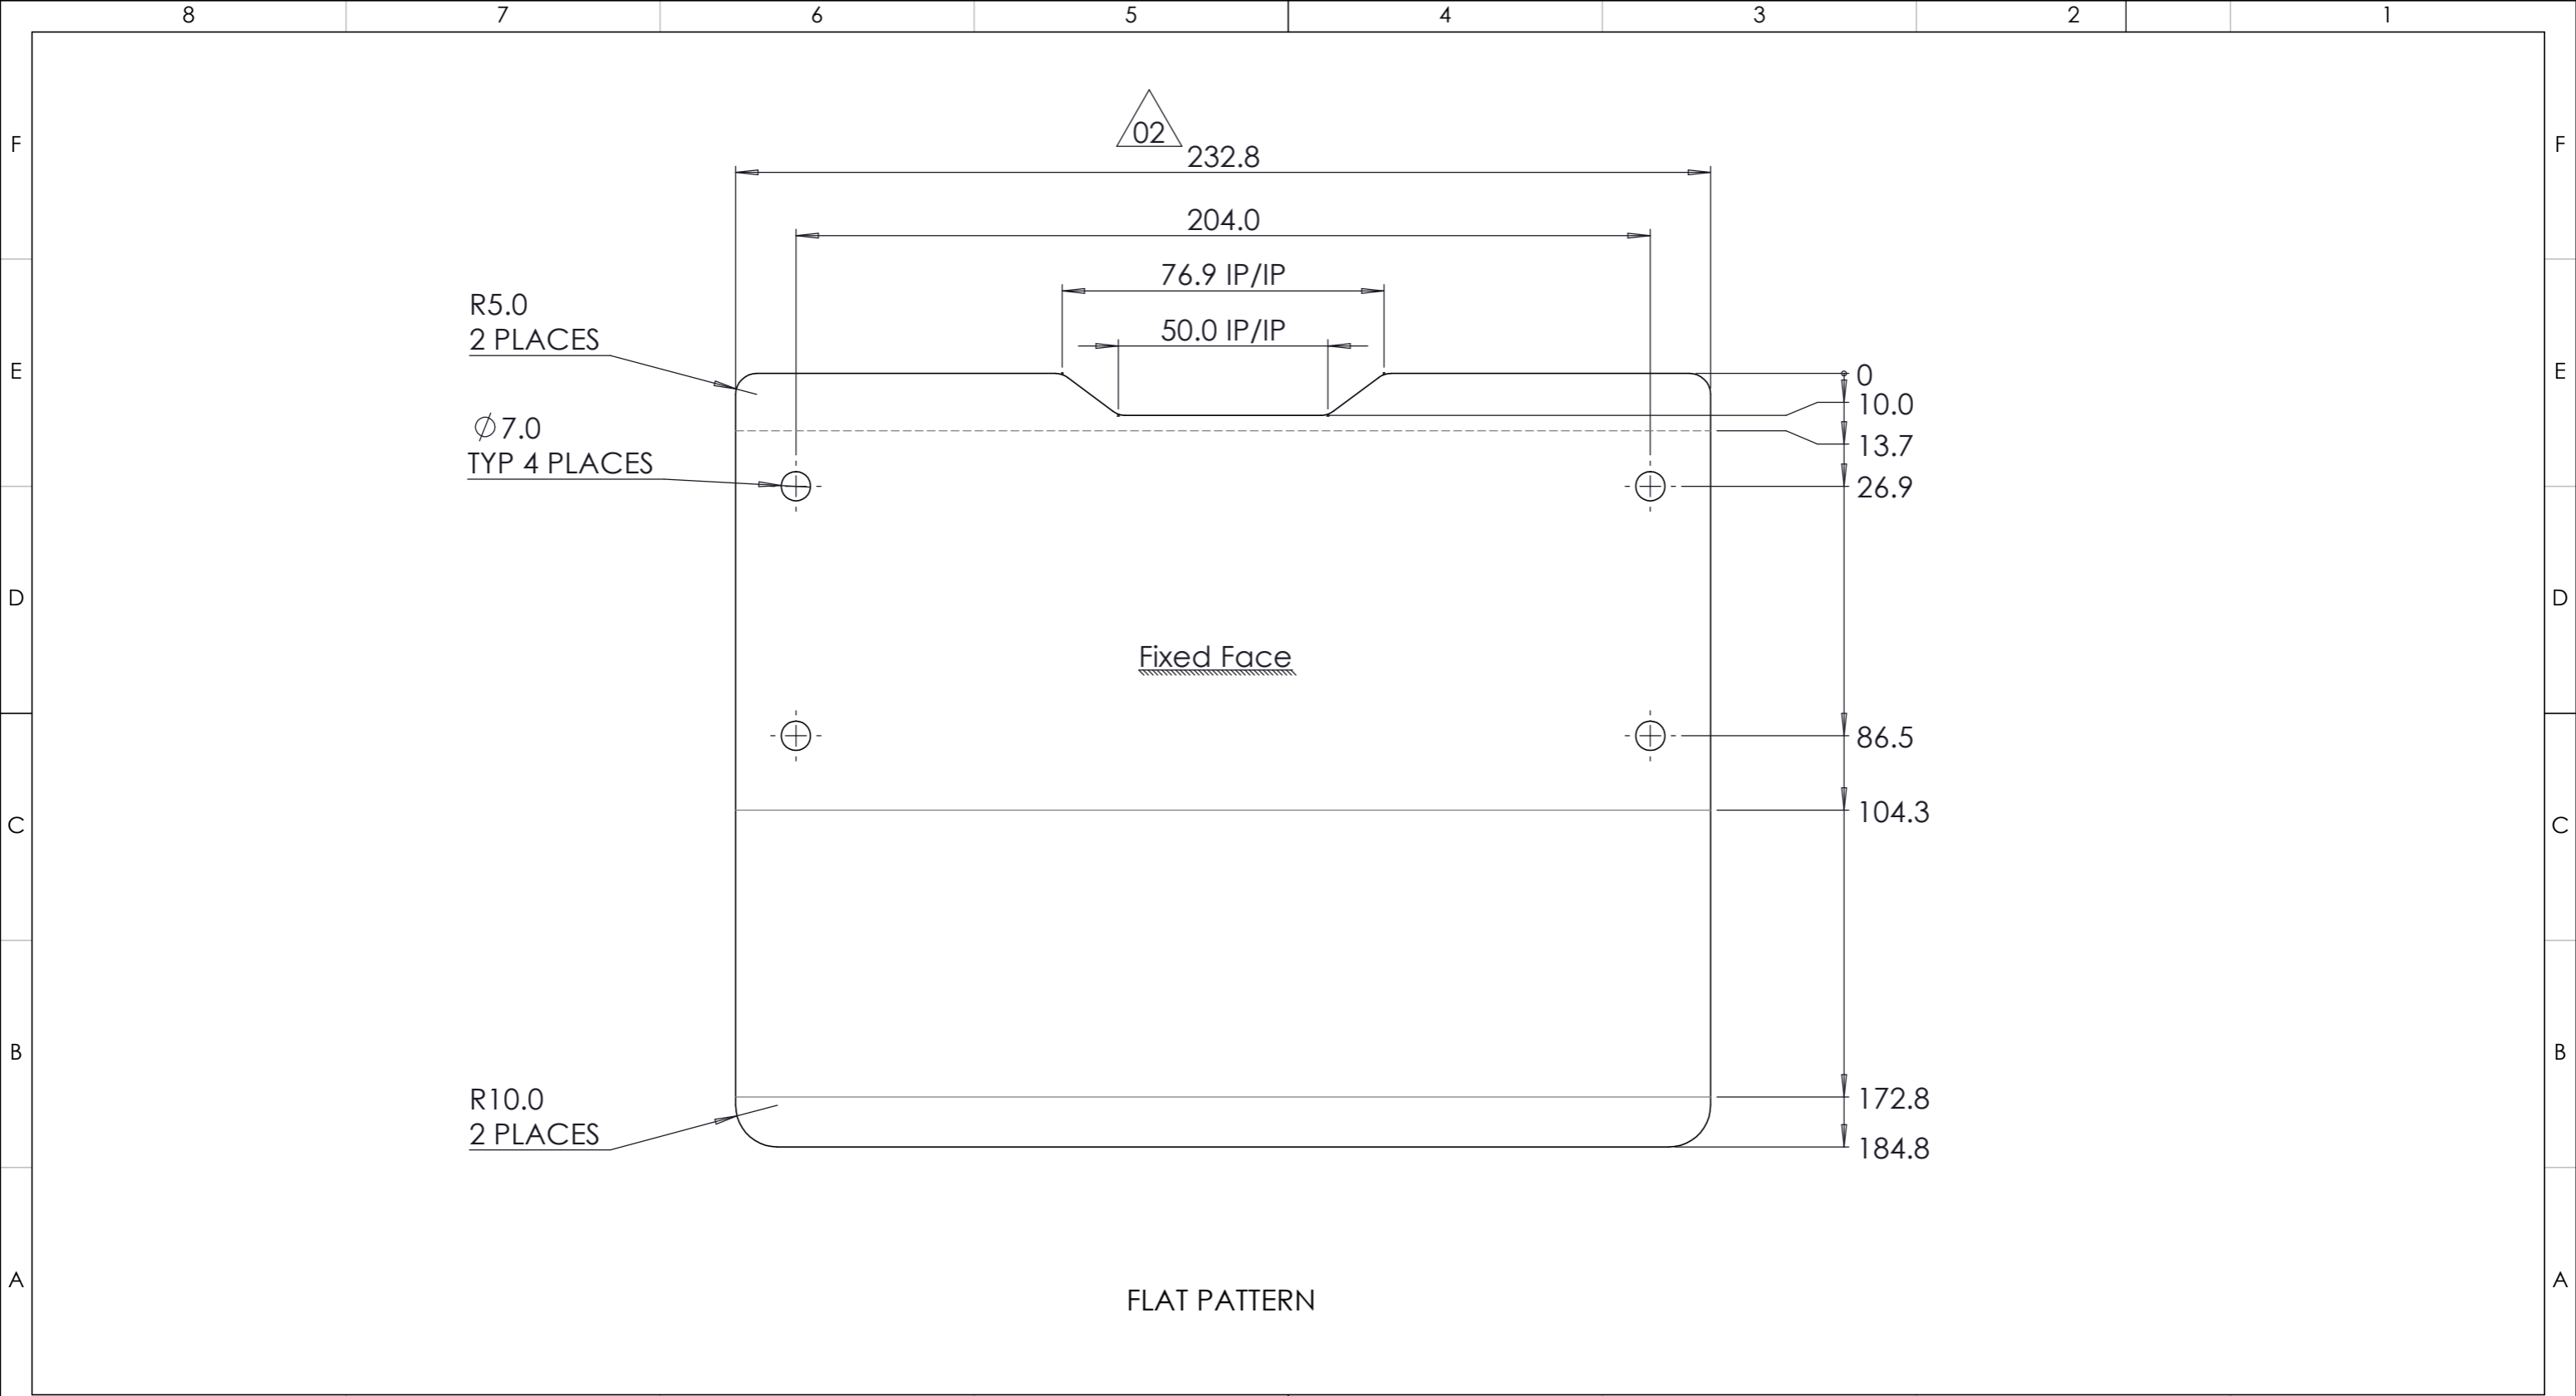 8 7 6 5 4 3 2 1
02
232.8
204.0
76.9 IP/IP
50.0 IP/IP
R5.0
2 PLACES
⌀7.0
TYP 4 PLACES
0
10.0
13.7
26.9
Fixed Face
86.5
104.3
R10.0
2 PLACES
172.8
184.8
FLAT PATTERN
F F
E E
D D
C C
B B
A A